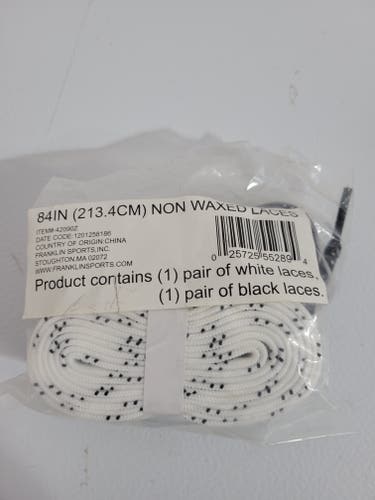 84IN (213.4CM) NON WAXED LACES
ITEM# 42090Z
DATE CODE:1201258186
COUNTRY OF ORIGIN:CHINA
FRANKLIN SPORTS,INC.
STOUGHTON,MA 02072
WWW.FRANKLINSPORTS.COM
0 25725 55289 4
Product contains (1) pair of white laces,
(1) pair of black laces.